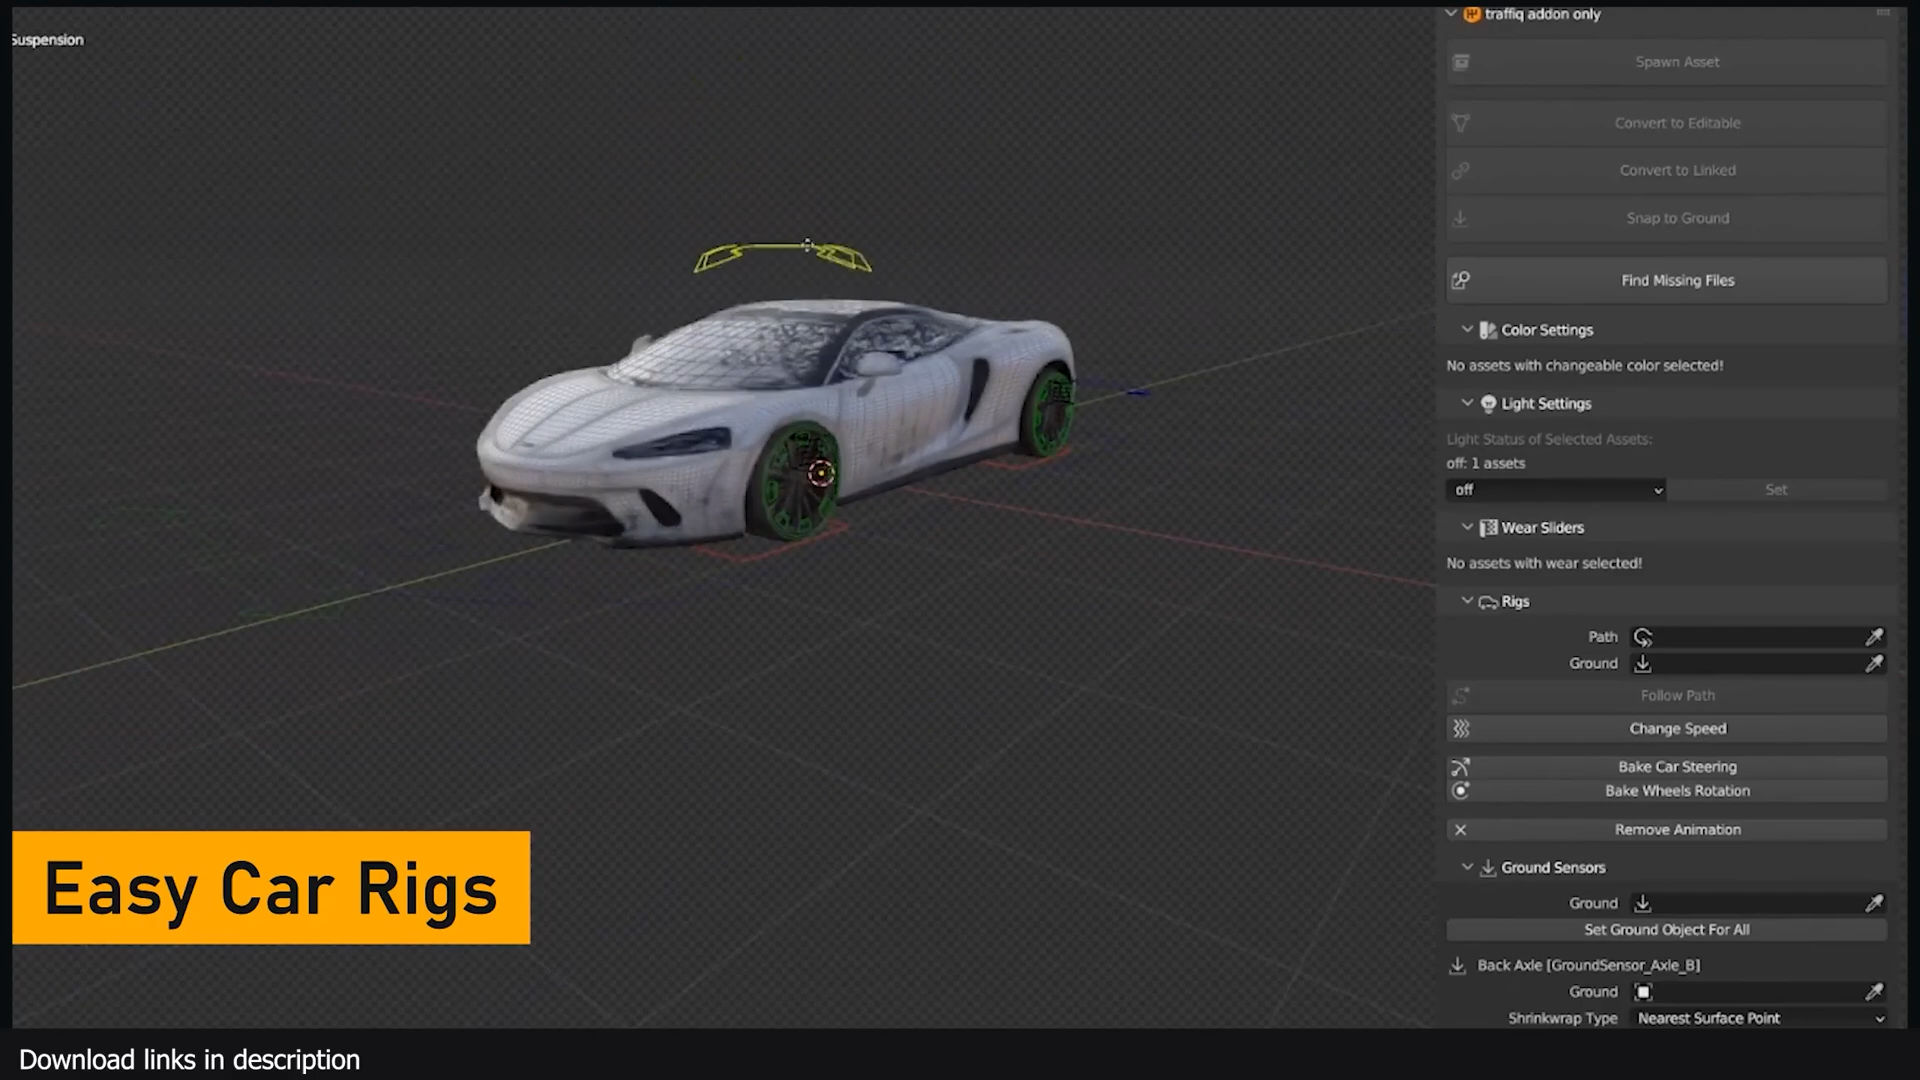 Suspension
traffiq addon only
Spawn Asset
Convert to Editable
Convert to Linked
Snap to Ground
Find Missing Files
Color Settings
No assets with changeable color selected!
Light Settings
Light Status of Selected Assets:
off: 1 assets
off
Set
Wear Sliders
No assets with wear selected!
Rigs
Path
Ground
Follow Path
Change Speed
Bake Car Steering
Bake Wheels Rotation
Remove Animation
Ground Sensors
Ground
Set Ground Object For All
Back Axle [GroundSensor_Axle_B]
Ground
Shrinkwrap Type Nearest Surface Point
Easy Car Rigs
Download links in description